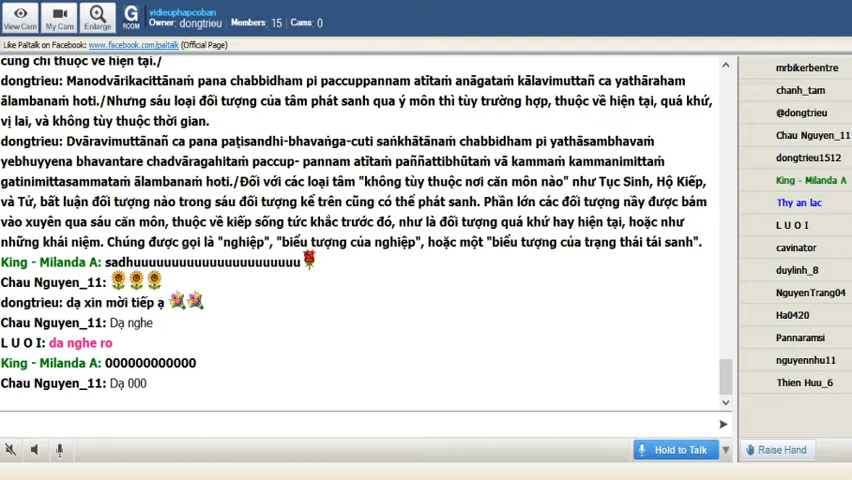 vidieuphapcoban
Owner: dongtrieu Members: 15 Cams: 0
View Cam
My Cam
Enlarge
G
ROOM
Like Paltalk on Facebook: www.facebook.com/paltalk (Official Page)
cũng chỉ thuộc về hiện tại./
dongtrieu: Manodvārikacittānaṁ pana chabbidham pi paccuppannam atītaṁ anāgataṁ kālavimuttañ ca yathāraham
ālambanaṁ hoti./Nhưng sáu loại đối tượng của tâm phát sanh qua ý môn thì tùy trường hợp, thuộc về hiện tại, quá khứ,
vị lai, và không tùy thuộc thời gian.
dongtrieu: Dvāravimuttānañ ca pana paṭisandhi-bhavaṅga-cuti saṅkhātānaṁ chabbidham pi yathāsambhavaṁ
yebhuyyena bhavantare chadvāragahitaṁ paccup- pannam atītaṁ paññattibhūtaṁ vā kammaṁ kammanimittaṁ
gatinimittasammataṁ ālambanaṁ hoti./Đối với các loại tâm "không tùy thuộc nơi căn môn nào" như Tục Sinh, Hộ Kiếp,
và Tử, bất luận đối tượng nào trong sáu đối tượng kể trên cũng có thể phát sanh. Phần lớn các đối tượng nầy được bám
vào xuyên qua sáu căn môn, thuộc về kiếp sống tức khắc trước đó, như là đối tượng quá khứ hay hiện tại, hoặc như
những khái niệm. Chúng được gọi là "nghiệp", "biểu tượng của nghiệp", hoặc một "biểu tượng của trạng thái tái sanh".
King - Milanda A: sadhuuuuuuuuuuuuuuuuuuuuuuu
Chau Nguyen_11:
dongtrieu: dạ xin mời tiếp ạ
Chau Nguyen_11: Dạ nghe
L U O I: da nghe ro
King - Milanda A: 000000000000
Chau Nguyen_11: Dạ 000
mrbikerbentre
chanh_tam
@dongtrieu
Chau Nguyen_11
dongtrieu1512
King - Milanda A
Thy an lac
L U O I
cavinator
duylinh_8
NguyenTrang04
Ha0420
Pannaramsi
nguyennhu11
Thien Huu_6
Hold to Talk
Raise Hand